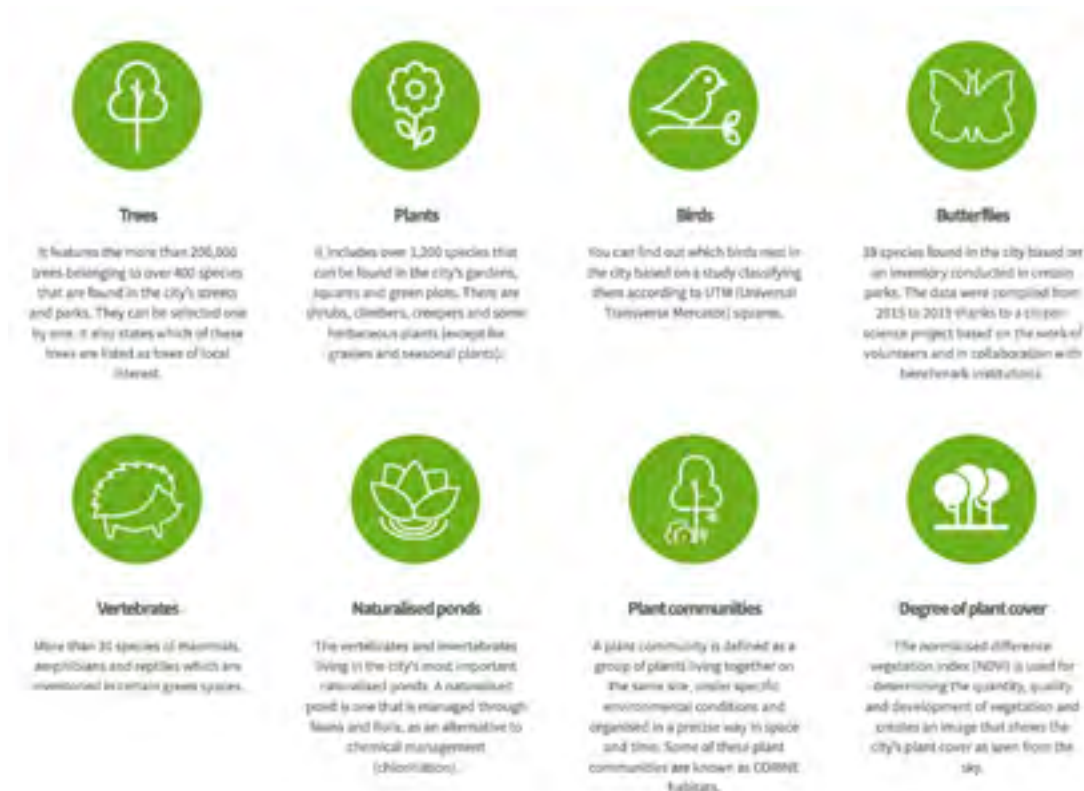 Trees
It features the more than 200,000
trees belonging to over 400 species
that are found in the city's streets
and parks. They can be selected one
by one. It also states which of these
trees are listed as trees of local
interest.
Plants
It includes over 1,200 species that
can be found in the city's gardens,
squares and green plots. There are
shrubs, climbers, creepers and some
herbaceous plants (except like
grasses and seasonal plants).
Birds
You can find out which birds nest in
the city based on a study classifying
them according to UTM (Universal
Transverse Mercator) squares.
Butterflies
species found in the city based on
an inventory conducted in certain
parks. The data were compiled from
to 2019 thanks to a citizen
science project based on the work of
volunteers and in collaboration with
benchmark institutions.
Vertebrates
More than species of mammals,
amphibians and reptiles which are
inventoried in certain green spaces.
Naturalised ponds
The vertebrates and invertebrates
living in the city's most important
naturalised ponds. A naturalised
pond is one that is managed through
fauna and flora, as an alternative to
chemical management
(chlorination).
Plant communities
A plant community is defined as a
group of plants living together on
the same site, under specific
environmental conditions and
organised in a precise way in space
and time. Some of these plant
communities are known as CORINE
habitats.
Degree of plant cover
The normalised difference
vegetation index (NDVI) is used for
determining the quantity, quality
and development of vegetation and
creates an image that shows the
city's plant cover as seen from the
sky.